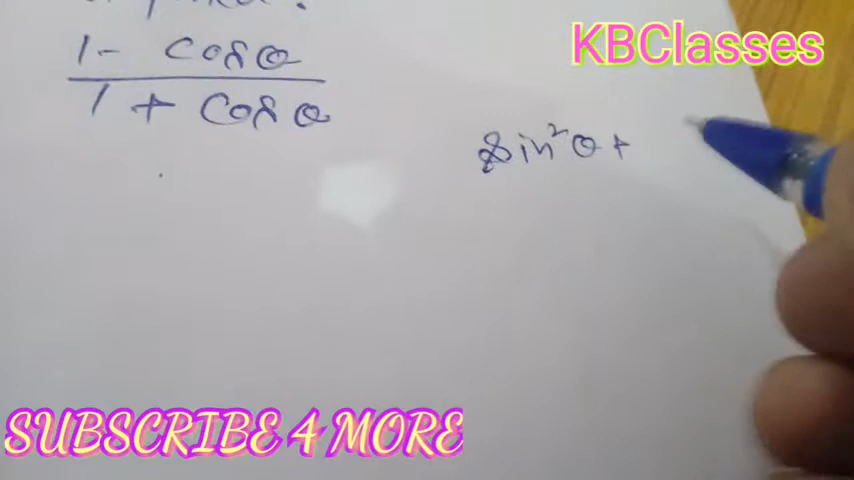 KBClasses
1 - Cosθ
1 + Cosθ
Sin²θ +
SUBSCRIBE 4 MORE